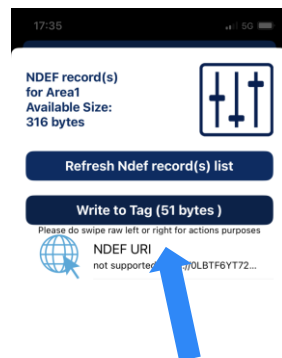 17:35 5G
NDEF record(s)
for Area1
Available Size:
316 bytes
Refresh Ndef record(s) list
Write to Tag (51 bytes )
Please do swipe raw left or right for actions purposes
NDEF URI
not supported //0LBTF6YT72...